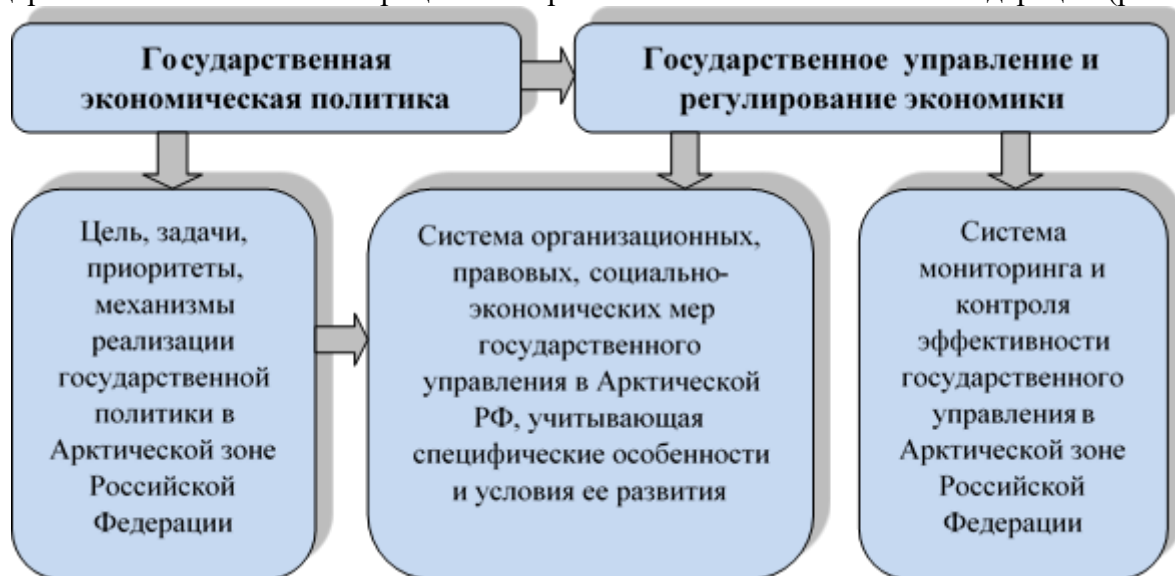 Государственная
экономическая политика
Государственное управление и
регулирование экономики
Цель, задачи,
приоритеты,
механизмы
реализации
государственной
политики в
Арктической зоне
Российской
Федерации
Система организационных,
правовых, социально-
экономических мер
государственного
управления в Арктической
РФ, учитывающая
специфические особенности
и условия ее развития
Система
мониторинга и
контроля
эффективности
государственного
управления в
Арктической зоне
Российской
Федерации